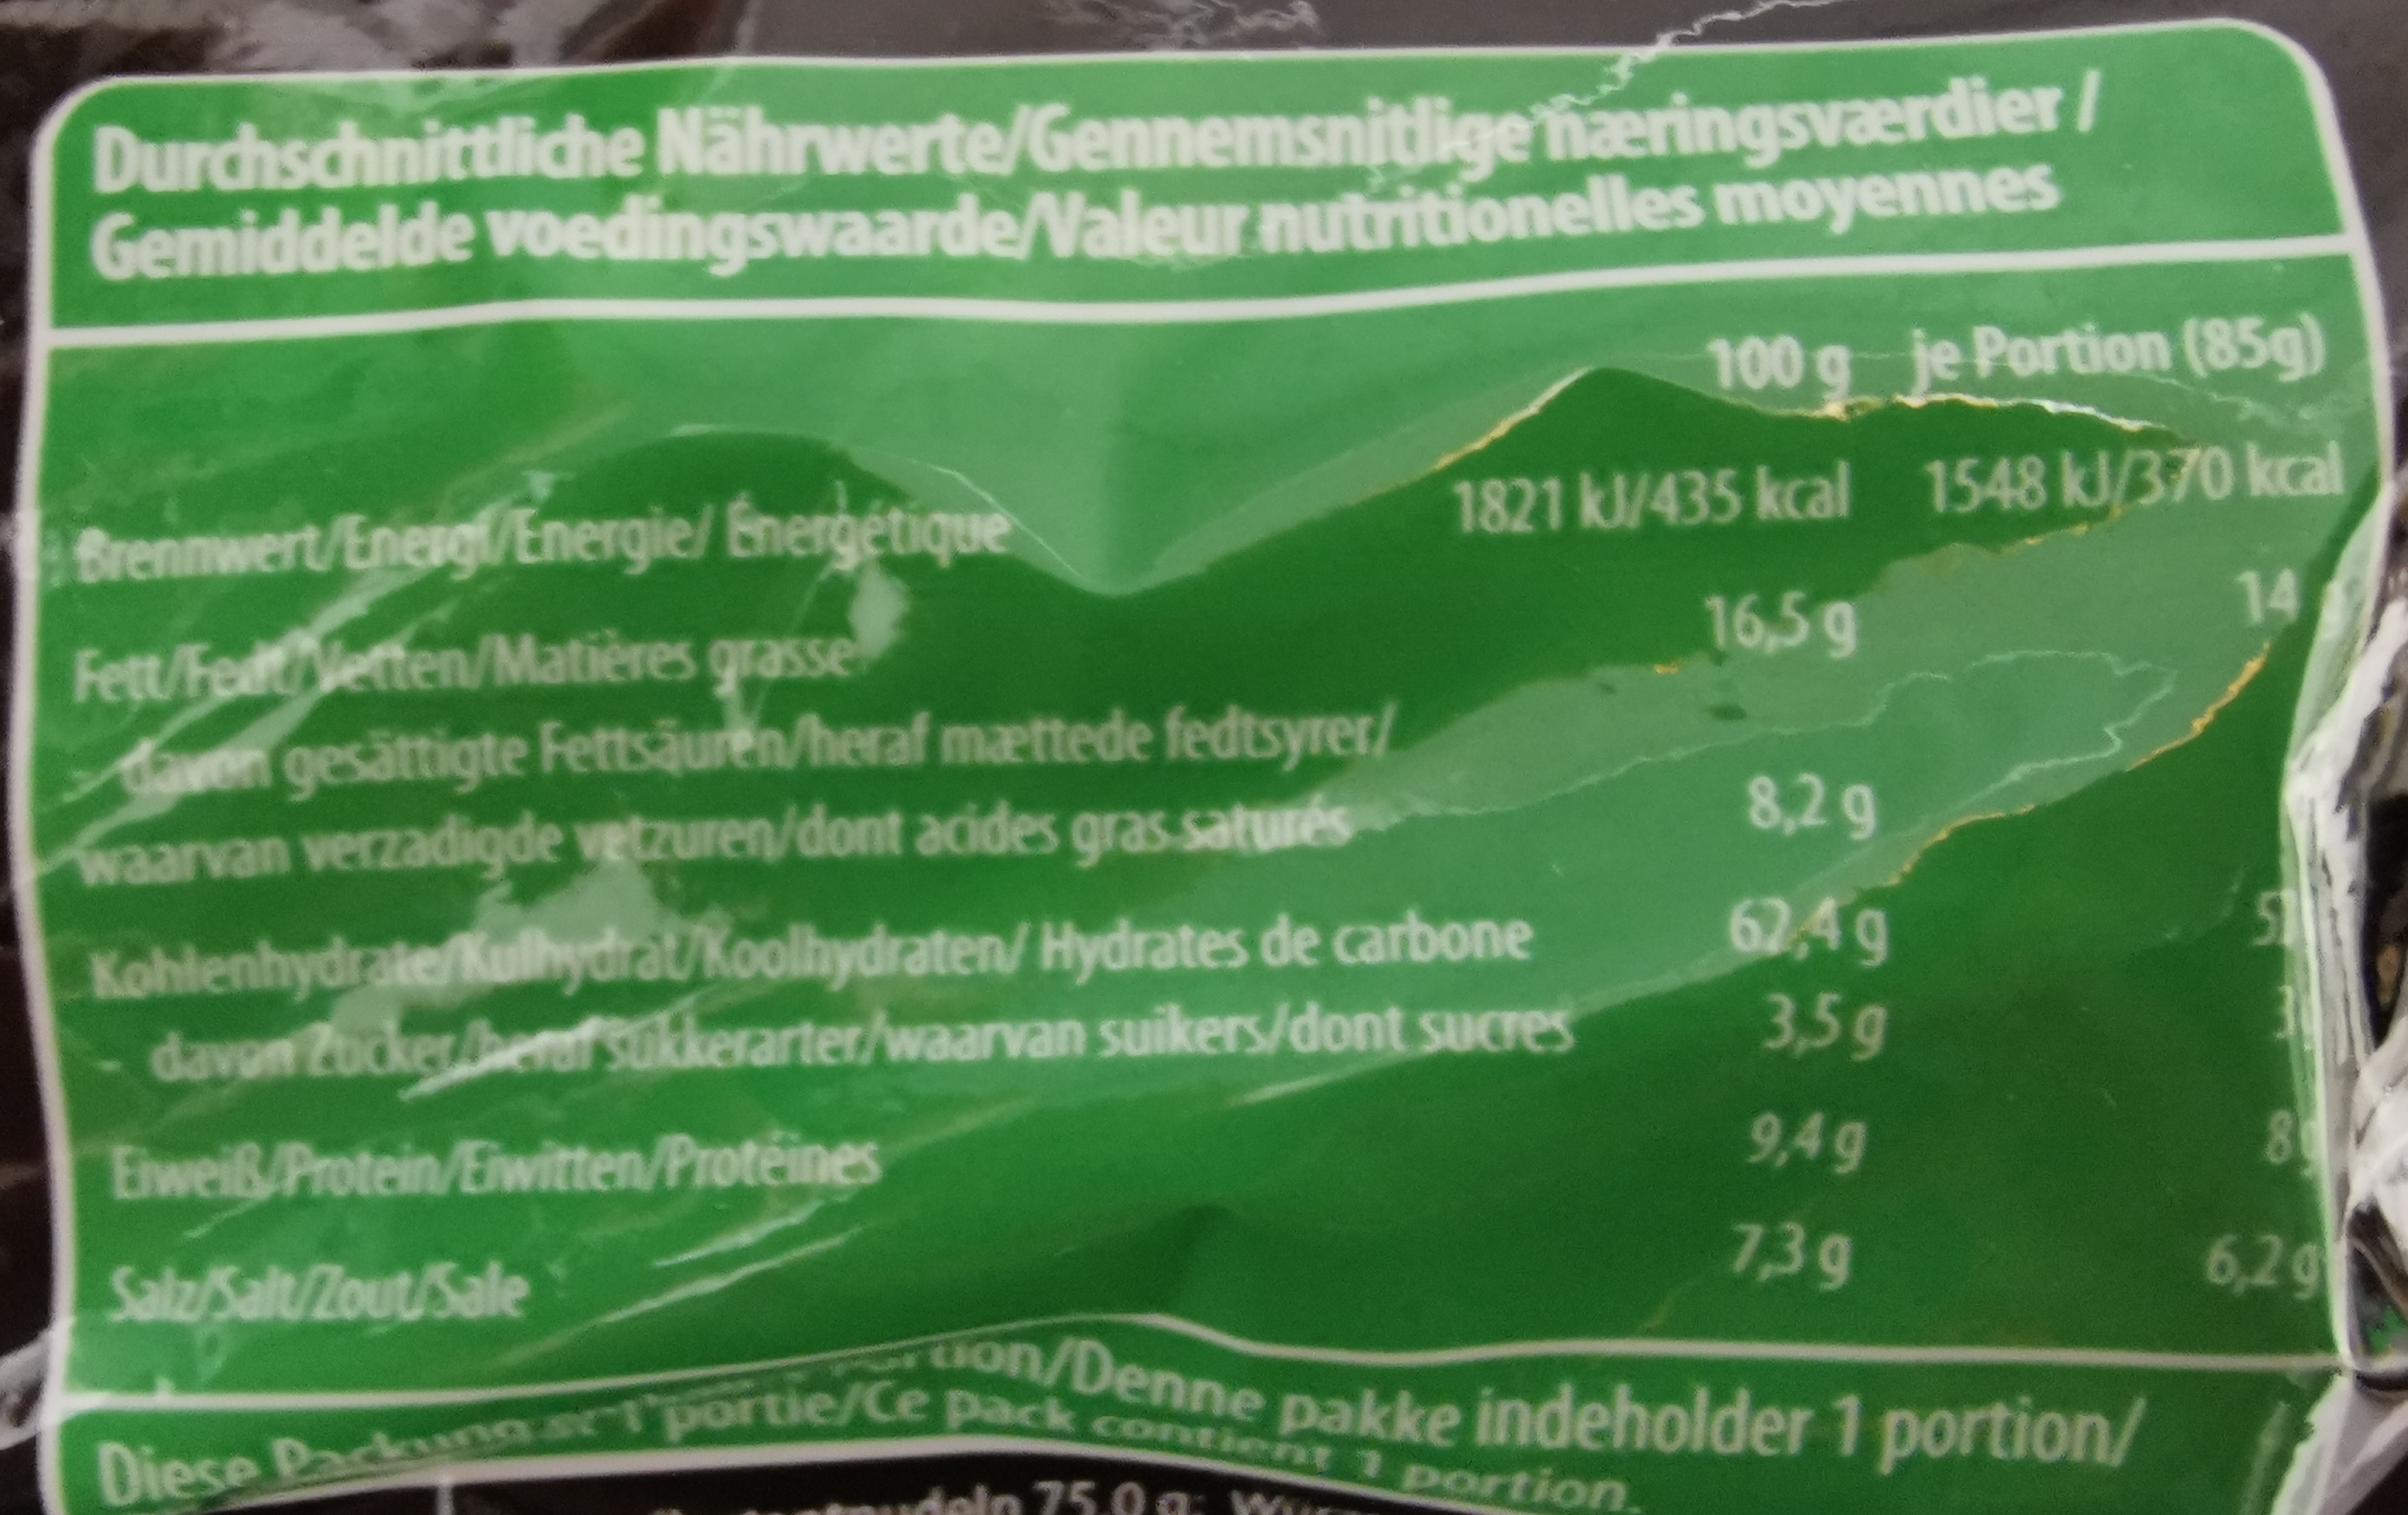 Durchschnittliche Nährwerte/Gennemsnitlige næringsværdier /
Gemiddelde voedingswaarde/Valeur nutritionelles moyennes
100 g je Portion (85g)
Brennwert/Energi/Energie/ Énergétique 1821 kJ/435 kcal 1548 kJ/370 kcal
Fett/Fedt/Vetten/Matières grasse 16,5 g 14
davon gesättigte Fettsäuren/heraf mættede fedtsyrer/
waarvan verzadigde vetzuren/dont acides gras saturés 8,2 g
Kohlenhydrate/Kulhydrat/Koolhydraten/ Hydrates de carbone 62,4 g
davon Zucker/heraf sukkerarter/waarvan suikers/dont sucres 3,5 g
Eiweiß/Protein/Eiwitten/Protéines 9,4 g 8
Salz/Salt/Zout/Sale 7,3 g 6,2 g
Diese Packung /Denne pakke indeholder 1 portion/
1 portie/Ce pack contient 1 portion.
75,0 g;